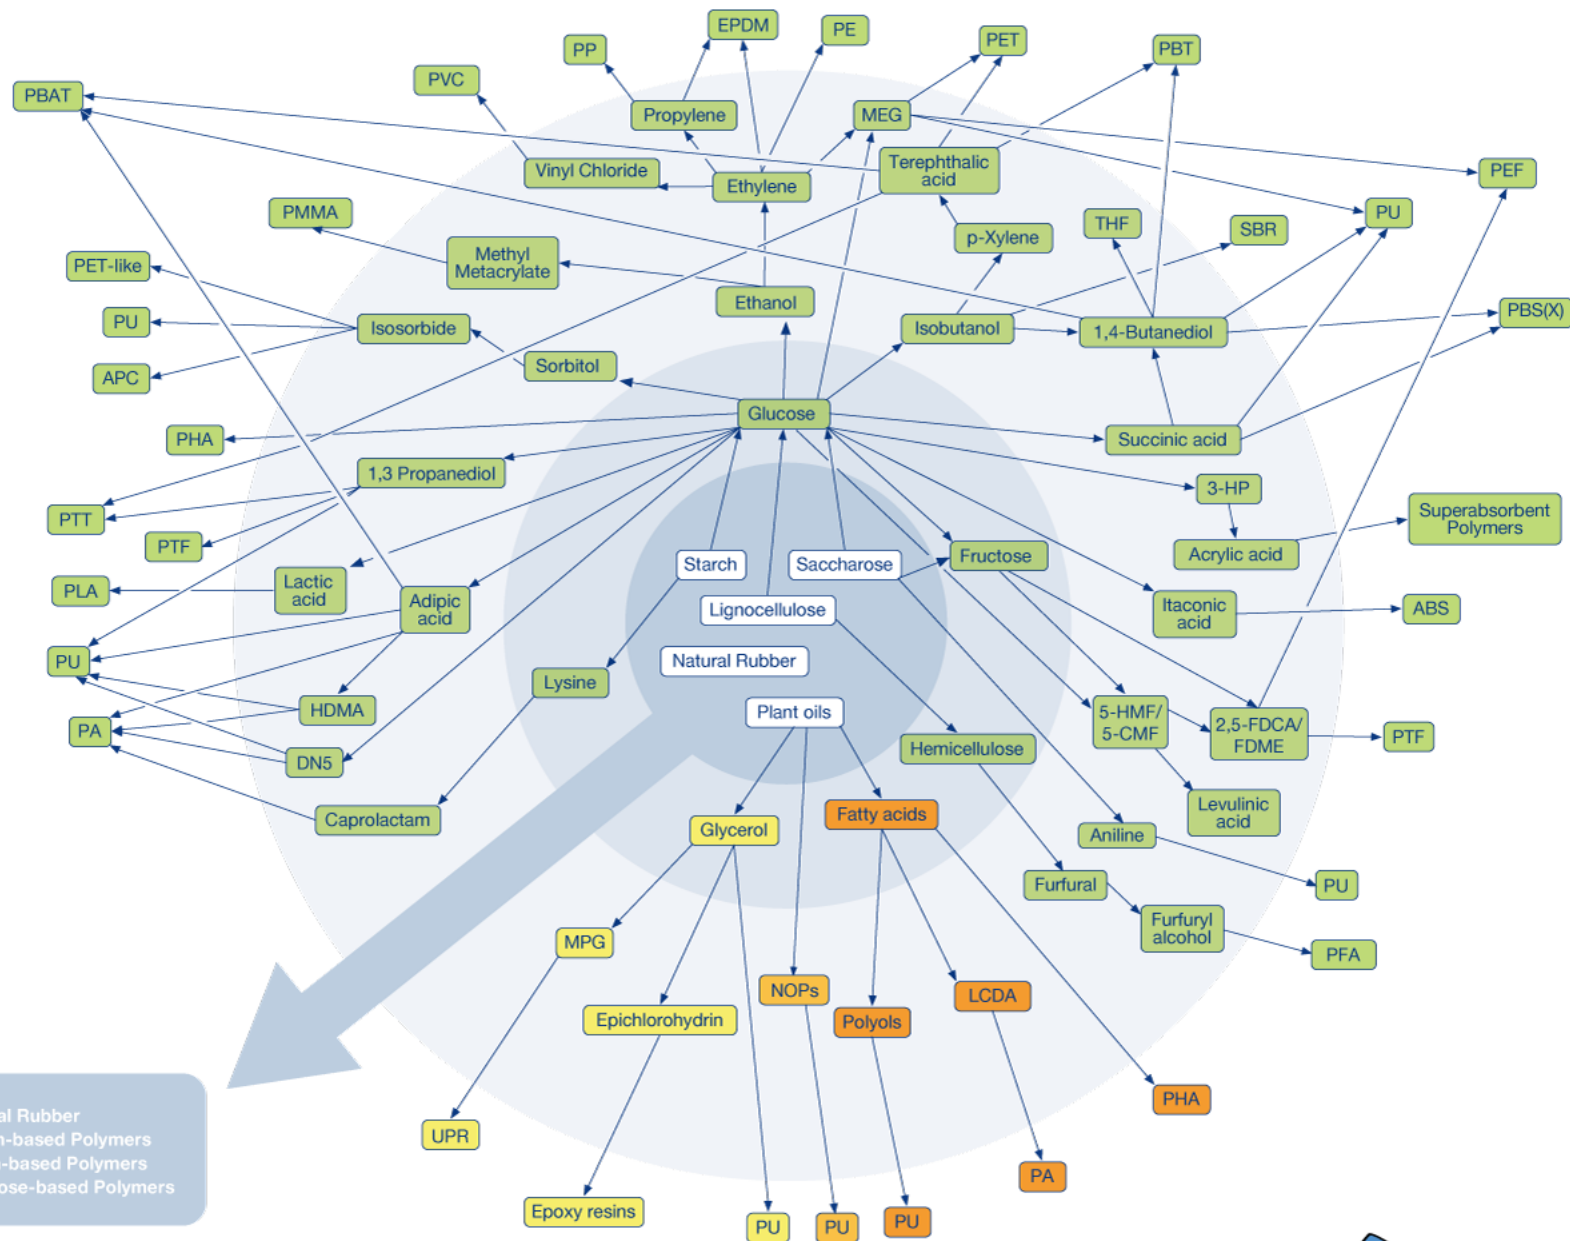 EPDM
PE
PP
PET
PBT
PVC
PBAT
Propylene
MEG
Vinyl Chloride
Terephthalic
acid
PEF
Ethylene
PMMA
PU
THF
SBR
p-Xylene
Methyl
Metacrylate
PET-like
Ethanol
PBS(X)
PU
Isosorbide
Isobutanol
1,4-Butanediol
Sorbitol
APC
Glucose
PHA
Succinic acid
1,3 Propanediol
3-HP
PTT
Superabsorbent
Polymers
PTF
Acrylic acid
Starch
Saccharose
Fructose
PLA
Lactic
acid
Adipic
acid
Lignocellulose
Itaconic
acid
ABS
PU
Natural Rubber
Lysine
HDMA
Plant oils
5-HMF/
5-CMF
2,5-FDCA/
FDME
PA
PTF
Hemicellulose
DN5
Caprolactam
Glycerol
Fatty acids
Levulinic
acid
Aniline
Furfural
PU
MPG
Furfuryl
alcohol
PFA
NOPs
LCDA
Epichlorohydrin
Polyols
PHA
al Rubber
UPR
-based Polymers
-based Polymers
ose-based Polymers
PA
Epoxy resins
PU
PU
PU